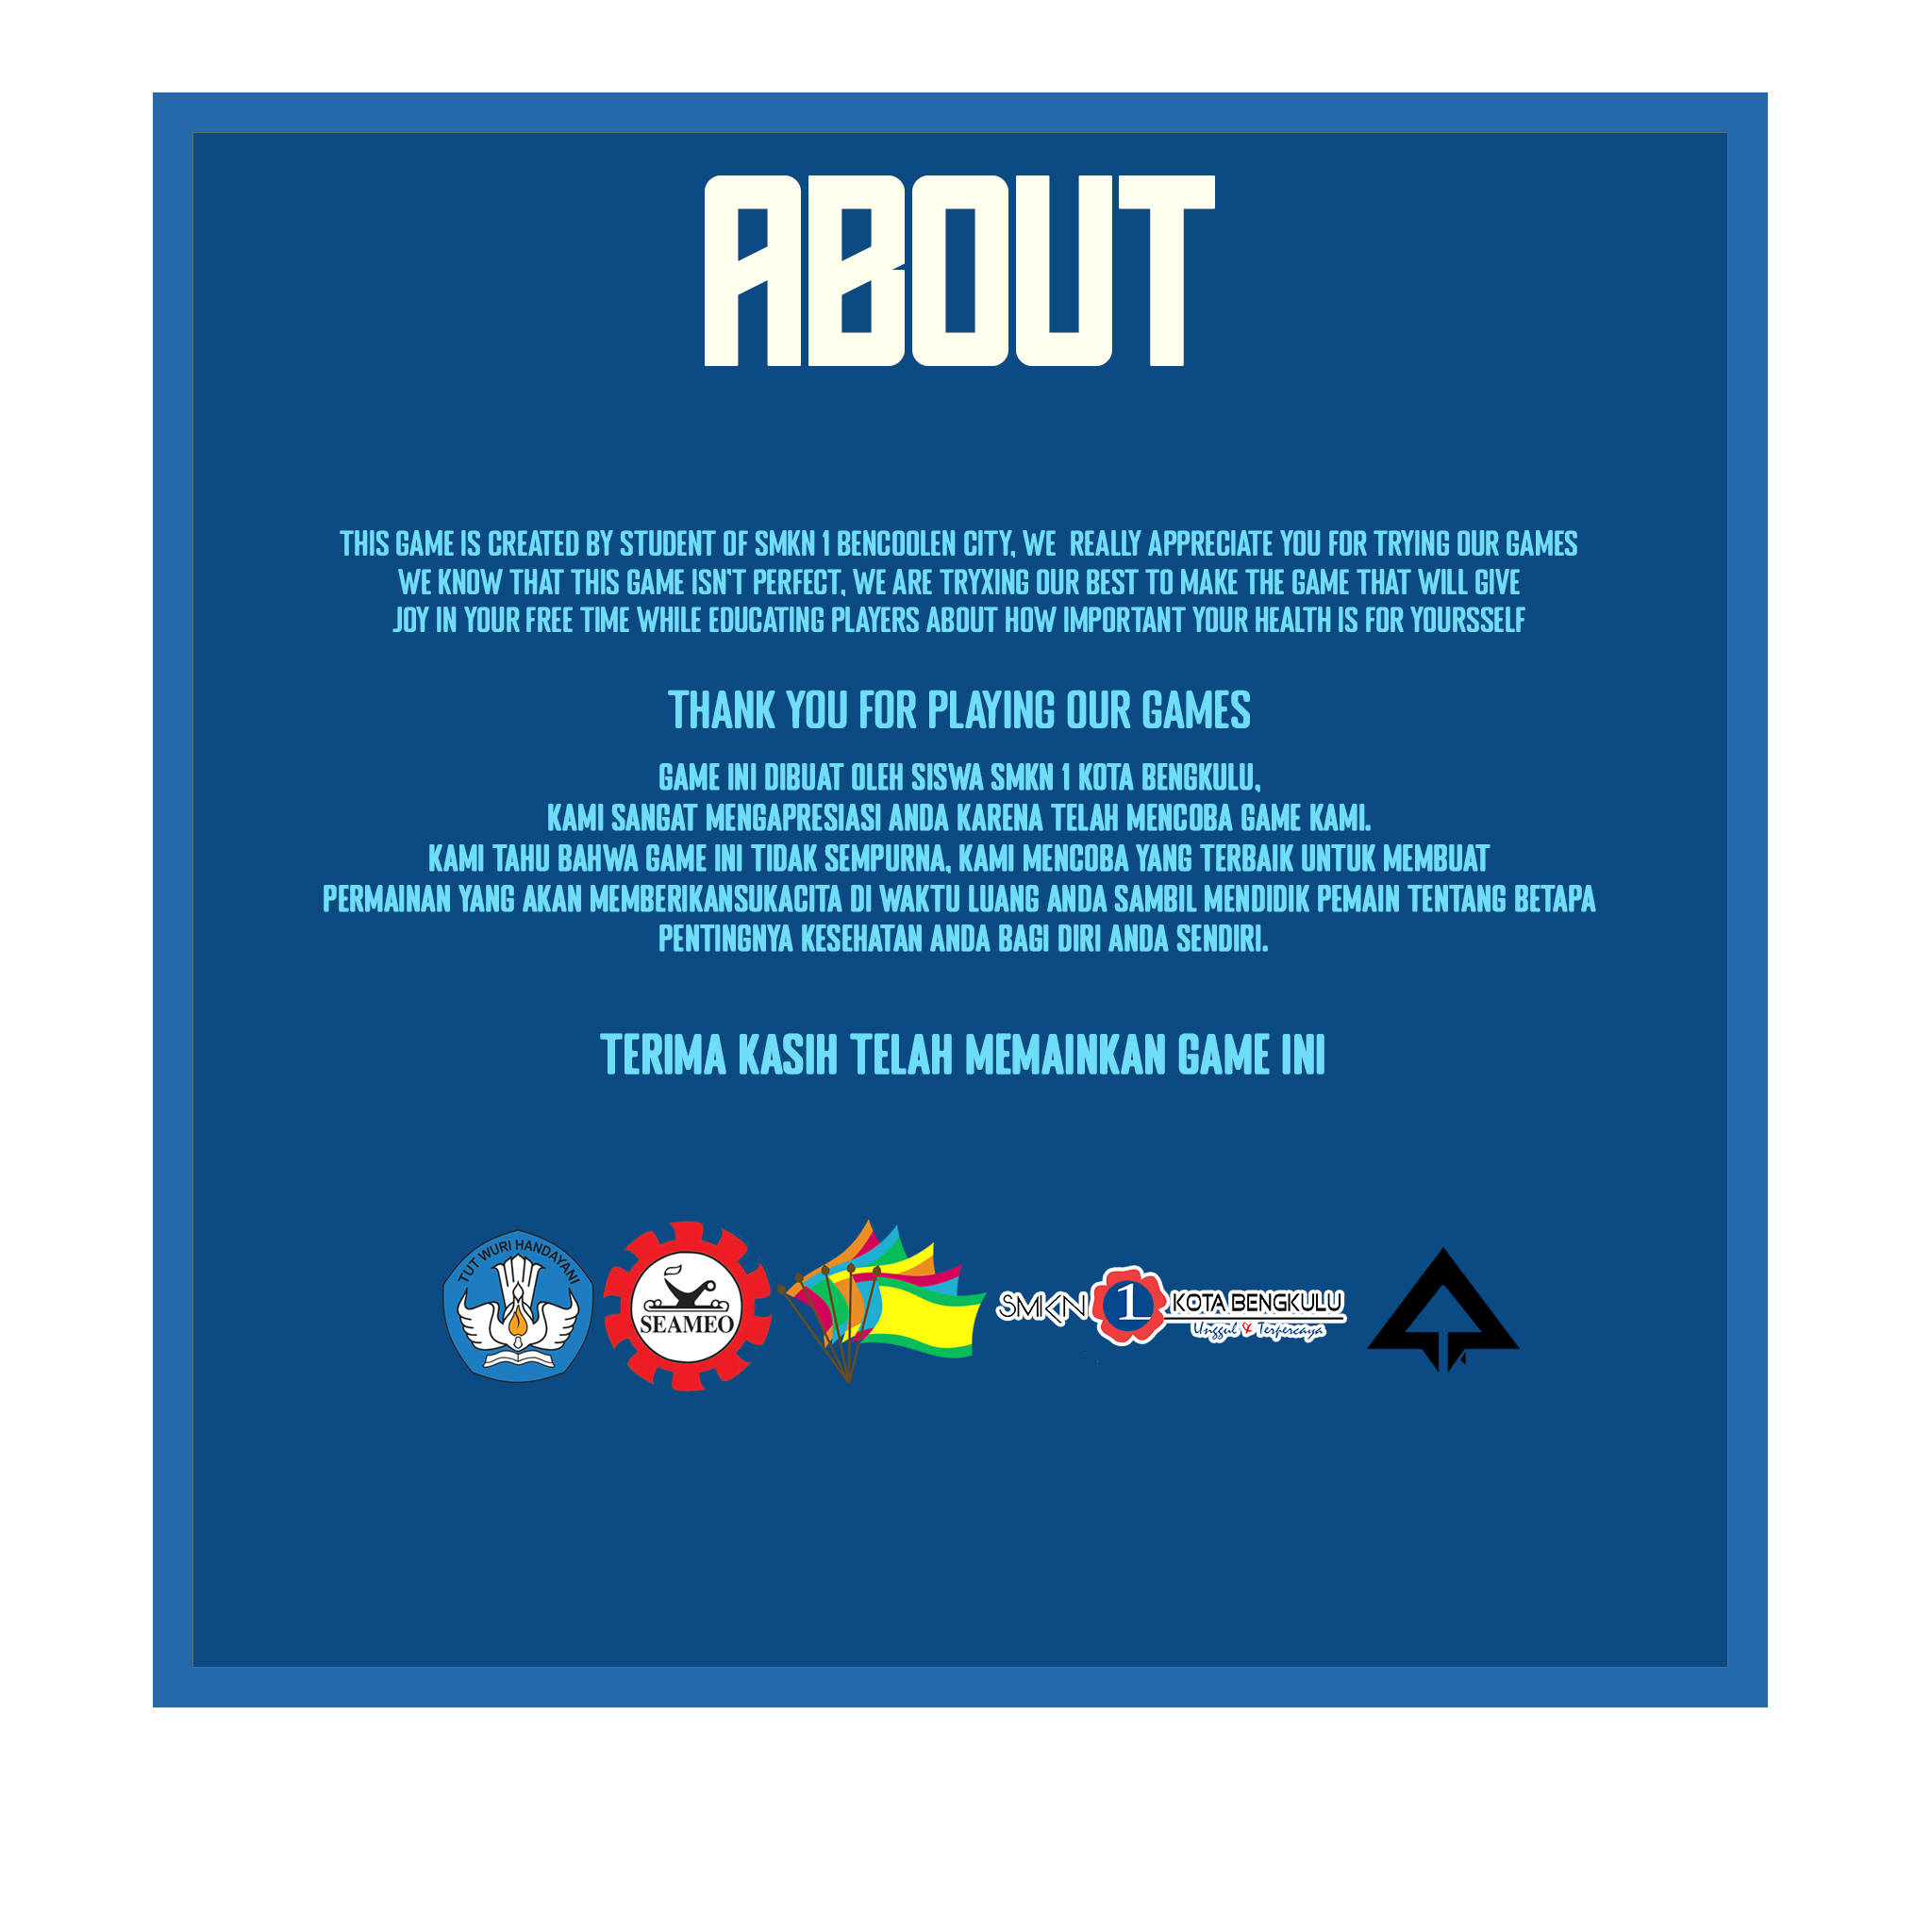 ABOUT
THIS GAME IS CREATED BY STUDENT OF SMKN 1 BENCOOLEN CITY, WE  REALLY APPRECIATE YOU FOR TRYING OUR GAMES
WE KNOW THAT THIS GAME ISN'T PERFECT, WE ARE TRYXING OUR BEST TO MAKE THE GAME THAT WILL GIVE
JOY IN YOUR FREE TIME WHILE EDUCATING PLAYERS ABOUT HOW IMPORTANT YOUR HEALTH IS FOR YOURSSELF
THANK YOU FOR PLAYING OUR GAMES
GAME INI DIBUAT OLEH SISWA SMKN 1 KOTA BENGKULU,
KAMI SANGAT MENGAPRESIASI ANDA KARENA TELAH MENCOBA GAME KAMI.
KAMI TAHU BAHWA GAME INI TIDAK SEMPURNA, KAMI MENCOBA YANG TERBAIK UNTUK MEMBUAT
PERMAINAN YANG AKAN MEMBERIKANSUKACITA DI WAKTU LUANG ANDA SAMBIL MENDIDIK PEMAIN TENTANG BETAPA
PENTINGNYA KESEHATAN ANDA BAGI DIRI ANDA SENDIRI.
TERIMA KASIH TELAH MEMAINKAN GAME INI
TUT WURI HANDAYANI
SEAMEO
SMKN 1 KOTA BENGKULU
Unggul & Terpercaya